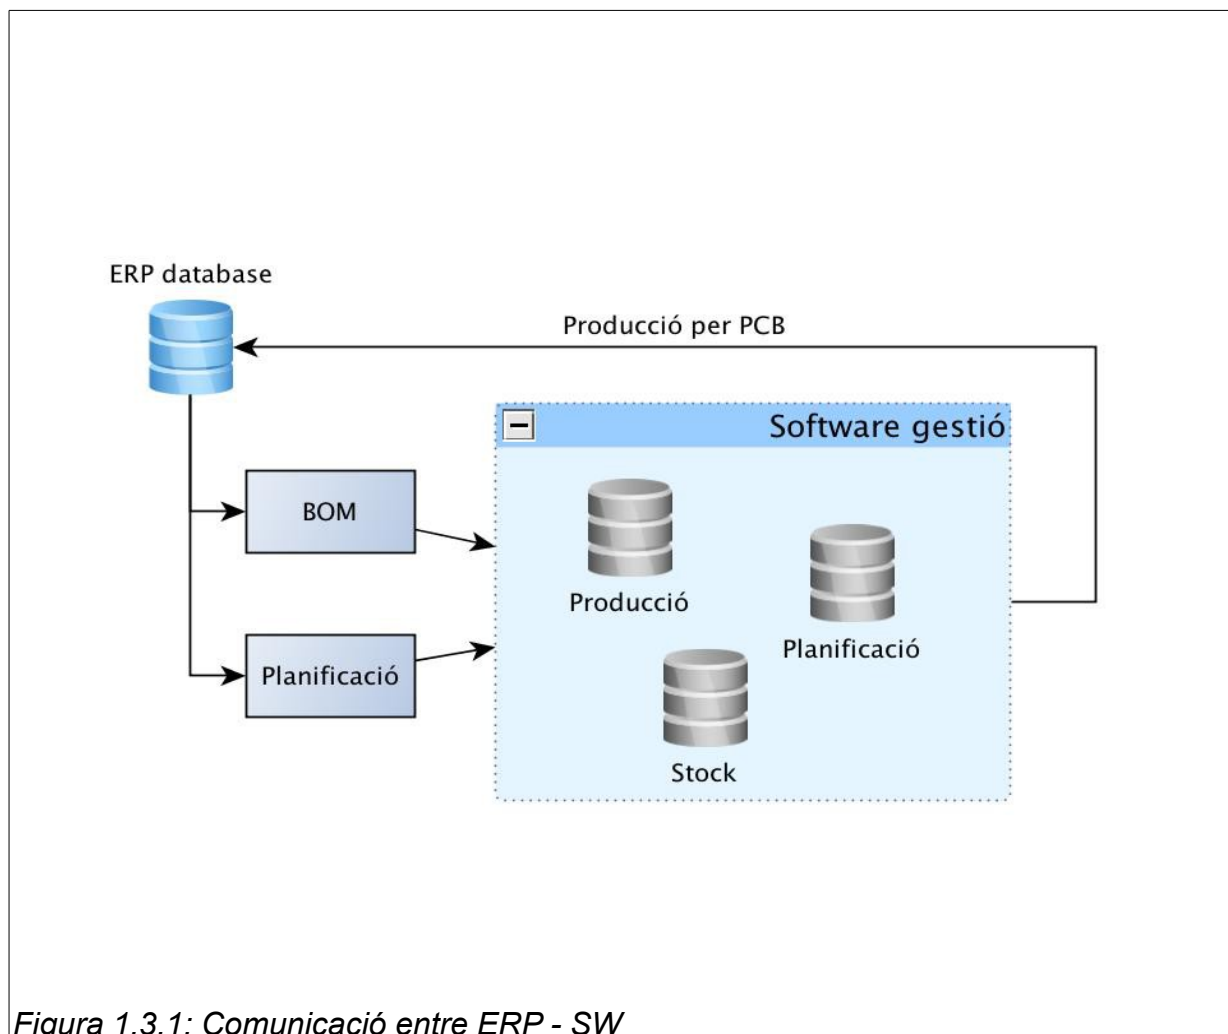 ERP database
Producció per PCB
Software gestió
BOM
Producció
Planificació
Planificació
Stock
Figura 1.3.1: Comunicació entre ERP - SW